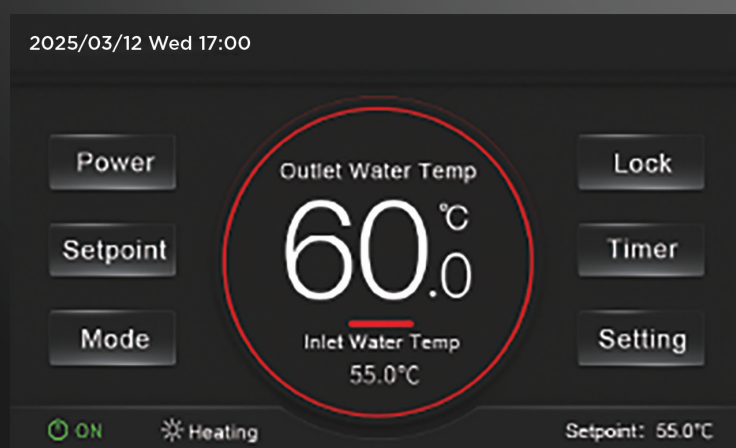 2025/03/12 Wed 17:00
Power
Setpoint
Mode
Outlet Water Temp
60.0 ℃
Inlet Water Temp
55.0℃
Lock
Timer
Setting
ON
Heating
Setpoint: 55.0℃